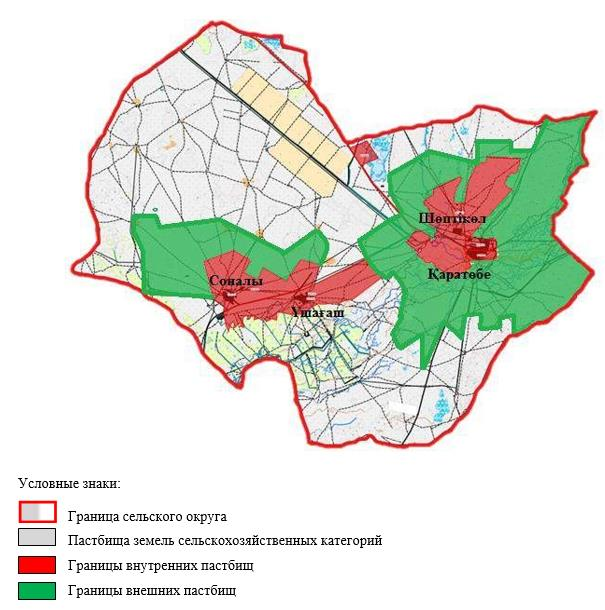 Шөптікөл
Қаратөбе
Соналы
Үшағаш
Условные знаки:
Граница сельского округа
Пастбища земель сельскохозяйственных категорий
Границы внутренних пастбищ
Границы внешних пастбищ